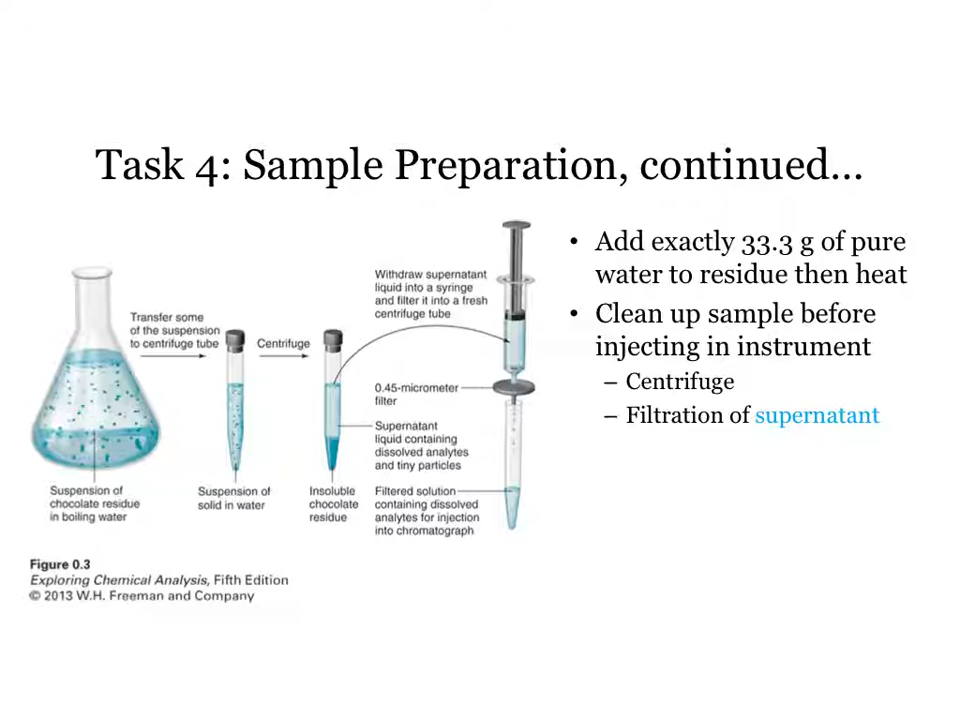 Task 4: Sample Preparation, continued…
Transfer some
of the suspension
to centrifuge tube
Centrifuge
Withdraw supernatant
liquid into a syringe
and filter it into a fresh
centrifuge tube
0.45-micrometer
filter
Supernatant
liquid containing
dissolved analytes
and tiny particles
Suspension of
chocolate residue
in boiling water
Suspension of
solid in water
Insoluble
chocolate
residue
Filtered solution
containing dissolved
analytes for injection
into chromatograph
Figure 0.3
Exploring Chemical Analysis, Fifth Edition
© 2013 W.H. Freeman and Company
• Add exactly 33.3 g of pure
water to residue then heat
• Clean up sample before
injecting in instrument
– Centrifuge
– Filtration of supernatant